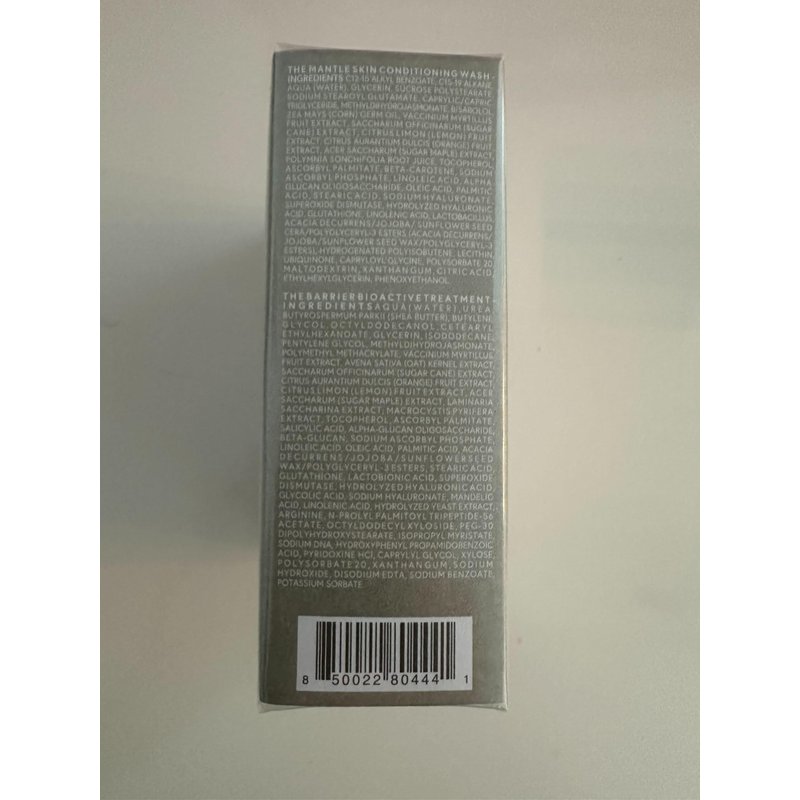 THE MANTLE SKIN CONDITIONING WASH -
INGREDIENTS C12-15 ALKYL BENZOATE, C15-19 ALKANE,
AQUA (WATER), GLYCERIN, SUCROSE POLYSTEARATE,
SODIUM STEAROYL GLUTAMATE, CAPRYLIC/CAPRIC
TRIGLYCERIDE, METHYLDIHYDROJASMONATE, BISABOLOL,
ZEA MAYS (CORN) GERM OIL, VACCINIUM MYRTILLUS
FRUIT EXTRACT, SACCHARUM OFFICINARUM (SUGAR
CANE) EXTRACT, CITRUS LIMON (LEMON) FRUIT
EXTRACT, CITRUS AURANTIUM DULCIS (ORANGE) FRUIT
EXTRACT, ACER SACCHARUM (SUGAR MAPLE) EXTRACT,
POLYMNIA SONCHIFOLIA ROOT JUICE, TOCOPHEROL,
ASCORBYL PALMITATE, BETA-CAROTENE, SODIUM
ASCORBYL PHOSPHATE, LINOLEIC ACID, ALPHA
GLUCAN OLIGOSACCHARIDE, OLEIC ACID, PALMITIC
ACID, STEARIC ACID, SODIUM HYALURONATE,
SUPEROXIDE DISMUTASE, HYDROLYZED HYALURONIC
ACID, GLUTATHIONE, LINOLENIC ACID, LACTOBACILLUS,
ACACIA DECURRENS/JOJOBA/ SUNFLOWER SEED
CERA/POLYGLYCERYL-3 ESTERS (ACACIA DECURRENS/
JOJOBA/SUNFLOWER SEED WAX/POLYGLYCERYL-3
ESTERS), HYDROGENATED POLYISOBUTENE, LECITHIN,
UBIQUINONE, CAPRYLOYL GLYCINE, POLYSORBATE 20,
MALTODEXTRIN, XANTHAN GUM, CITRIC ACID,
ETHYLHEXYLGLYCERIN, PHENOXYETHANOL.
THE BARRIER BIOACTIVE TREATMENT
INGREDIENTS AQUA (WATER), UREA,
BUTYROSPERMUM PARKII (SHEA BUTTER), BUTYLENE
GLYCOL, OCTYLDODECANOL, CETEARYL
ETHYLHEXANOATE, GLYCERIN, ISODODECANE,
PENTYLENE GLYCOL, METHYLDIHYDROJASMONATE,
POLYMETHYL METHACRYLATE, VACCINIUM MYRTILLUS
FRUIT EXTRACT, AVENA SATIVA (OAT) KERNEL EXTRACT,
SACCHARUM OFFICINARUM (SUGAR CANE) EXTRACT,
CITRUS AURANTIUM DULCIS (ORANGE) FRUIT EXTRACT,
CITRUS LIMON (LEMON) FRUIT EXTRACT, ACER
SACCHARUM (SUGAR MAPLE) EXTRACT, LAMINARIA
SACCHARINA EXTRACT, MACROCYSTIS PYRIFERA
EXTRACT, TOCOPHEROL, ASCORBYL PALMITATE,
SALICYLIC ACID, ALPHA-GLUCAN OLIGOSACCHARIDE,
BETA-GLUCAN, SODIUM ASCORBYL PHOSPHATE,
LINOLEIC ACID, OLEIC ACID, PALMITIC ACID, ACACIA
DECURRENS/JOJOBA/SUNFLOWER SEED
WAX/POLYGLYCERYL-3 ESTERS, STEARIC ACID,
GLUTATHIONE, LACTOBIONIC ACID, SUPEROXIDE
DISMUTASE, HYDROLYZED HYALURONIC ACID,
GLYCOLIC ACID, SODIUM HYALURONATE, MANDELIC
ACID, LINOLENIC ACID, HYDROLYZED YEAST EXTRACT,
ARGININE, N-PROLYL PALMITOYL TRIPEPTIDE-56
ACETATE, OCTYLDODECYL XYLOSIDE, PEG-30
DIPOLYHYDROXYSTEARATE, ISOPROPYL MYRISTATE,
SODIUM DNA, HYDROXYPHENYL PROPAMIDOBENZOIC
ACID, PYRIDOXINE HCl, CAPRYLYL GLYCOL, XYLOSE,
POLYSORBATE 20, XANTHAN GUM, SODIUM
HYDROXIDE, DISODIUM EDTA, SODIUM BENZOATE,
POTASSIUM SORBATE.
8 50022 80444 1